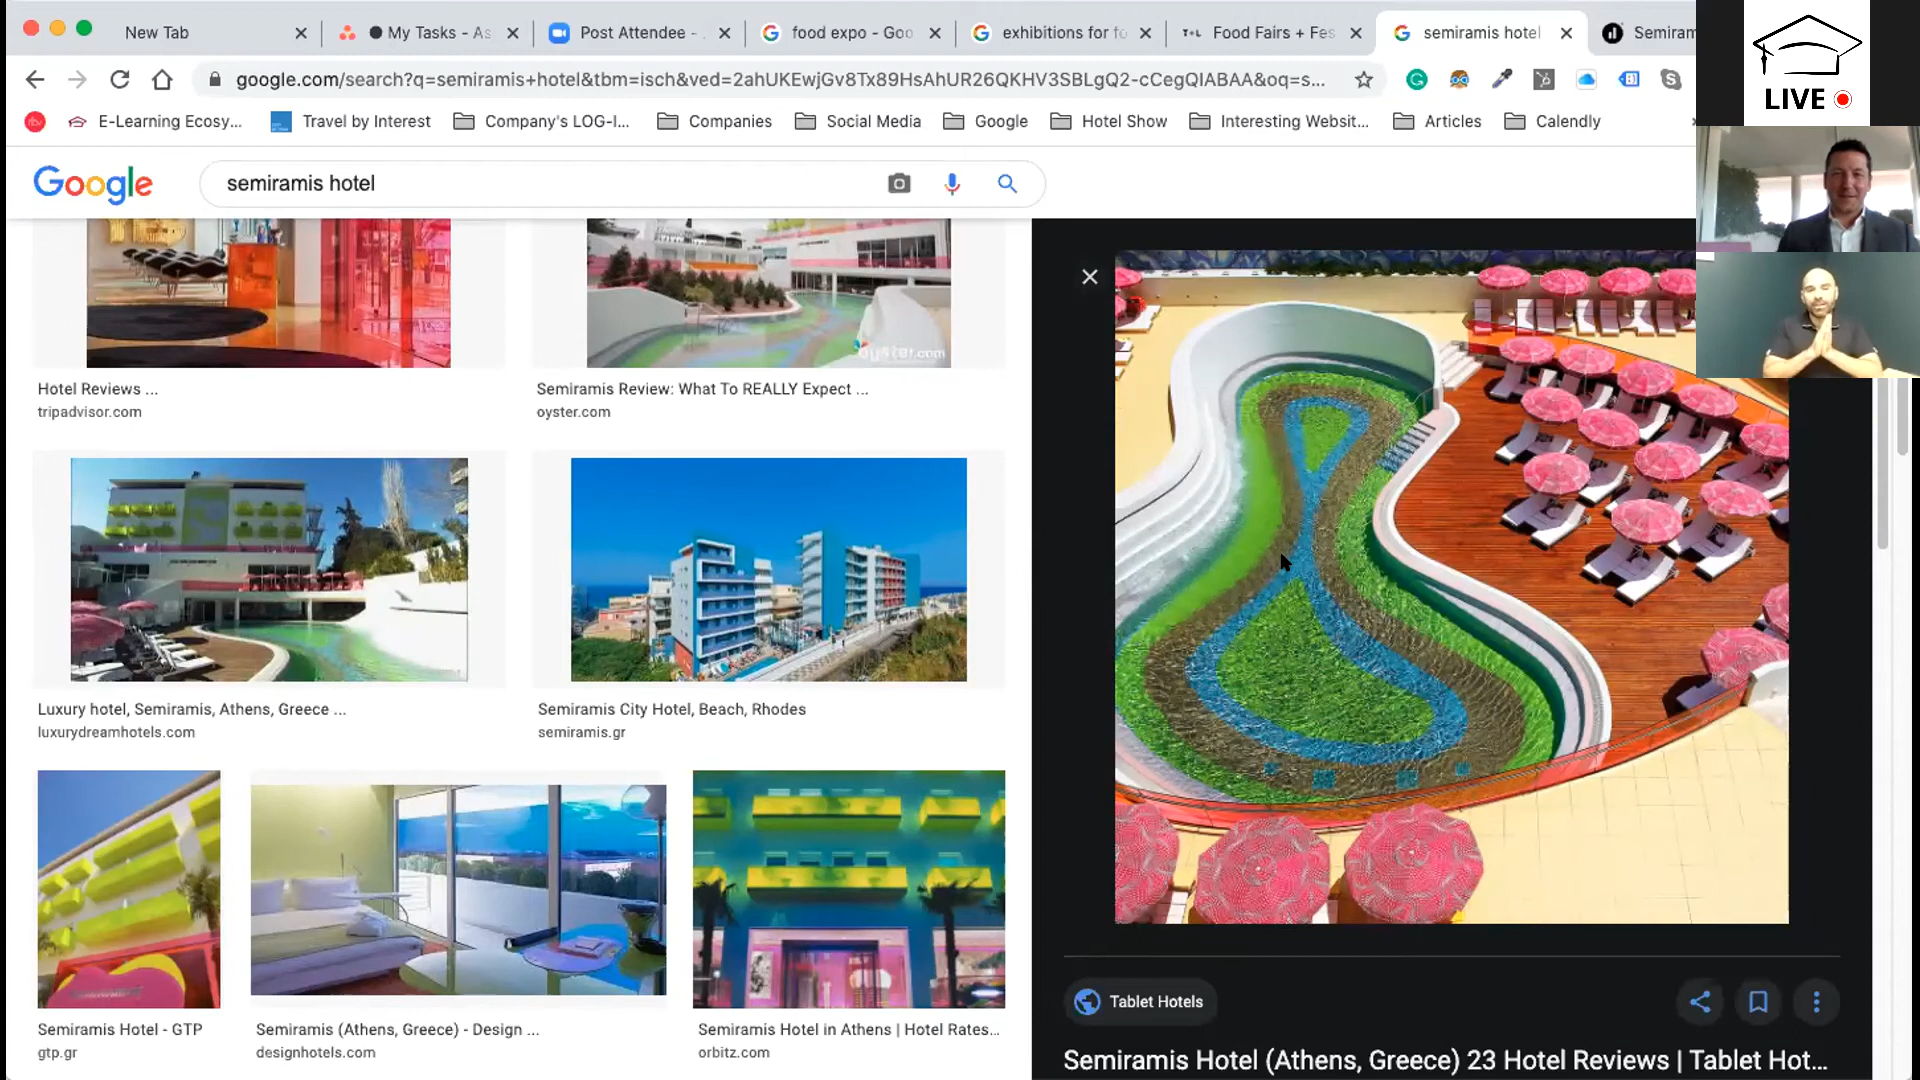 New Tab
My Tasks - As
Post Attendee -
food expo - Goo
exhibitions for fo
T+L
Food Fairs + Fes
semiramis hotel
Semiram
google.com/search?q=semiramis+hotel&tbm=isch&ved=2ahUKEwjGv8Tx89HsAhUR26QKHV3SBLgQ2-cCegQIABAA&oq=s...
LIVE
E-Learning Ecosy...
Travel by Interest
Company's LOG-I...
Companies
Social Media
Google
Hotel Show
Interesting Websit...
Articles
Calendly
Google
semiramis hotel
oyster.com
Hotel Reviews ...
tripadvisor.com
Semiramis Review: What To REALLY Expect ...
oyster.com
Luxury hotel, Semiramis, Athens, Greece ...
luxurydreamhotels.com
Semiramis City Hotel, Beach, Rhodes
semiramis.gr
Semiramis Hotel - GTP
gtp.gr
Semiramis (Athens, Greece) - Design ...
designhotels.com
Semiramis Hotel in Athens | Hotel Rates...
orbitz.com
Tablet Hotels
Semiramis Hotel (Athens, Greece) 23 Hotel Reviews | Tablet Hot...